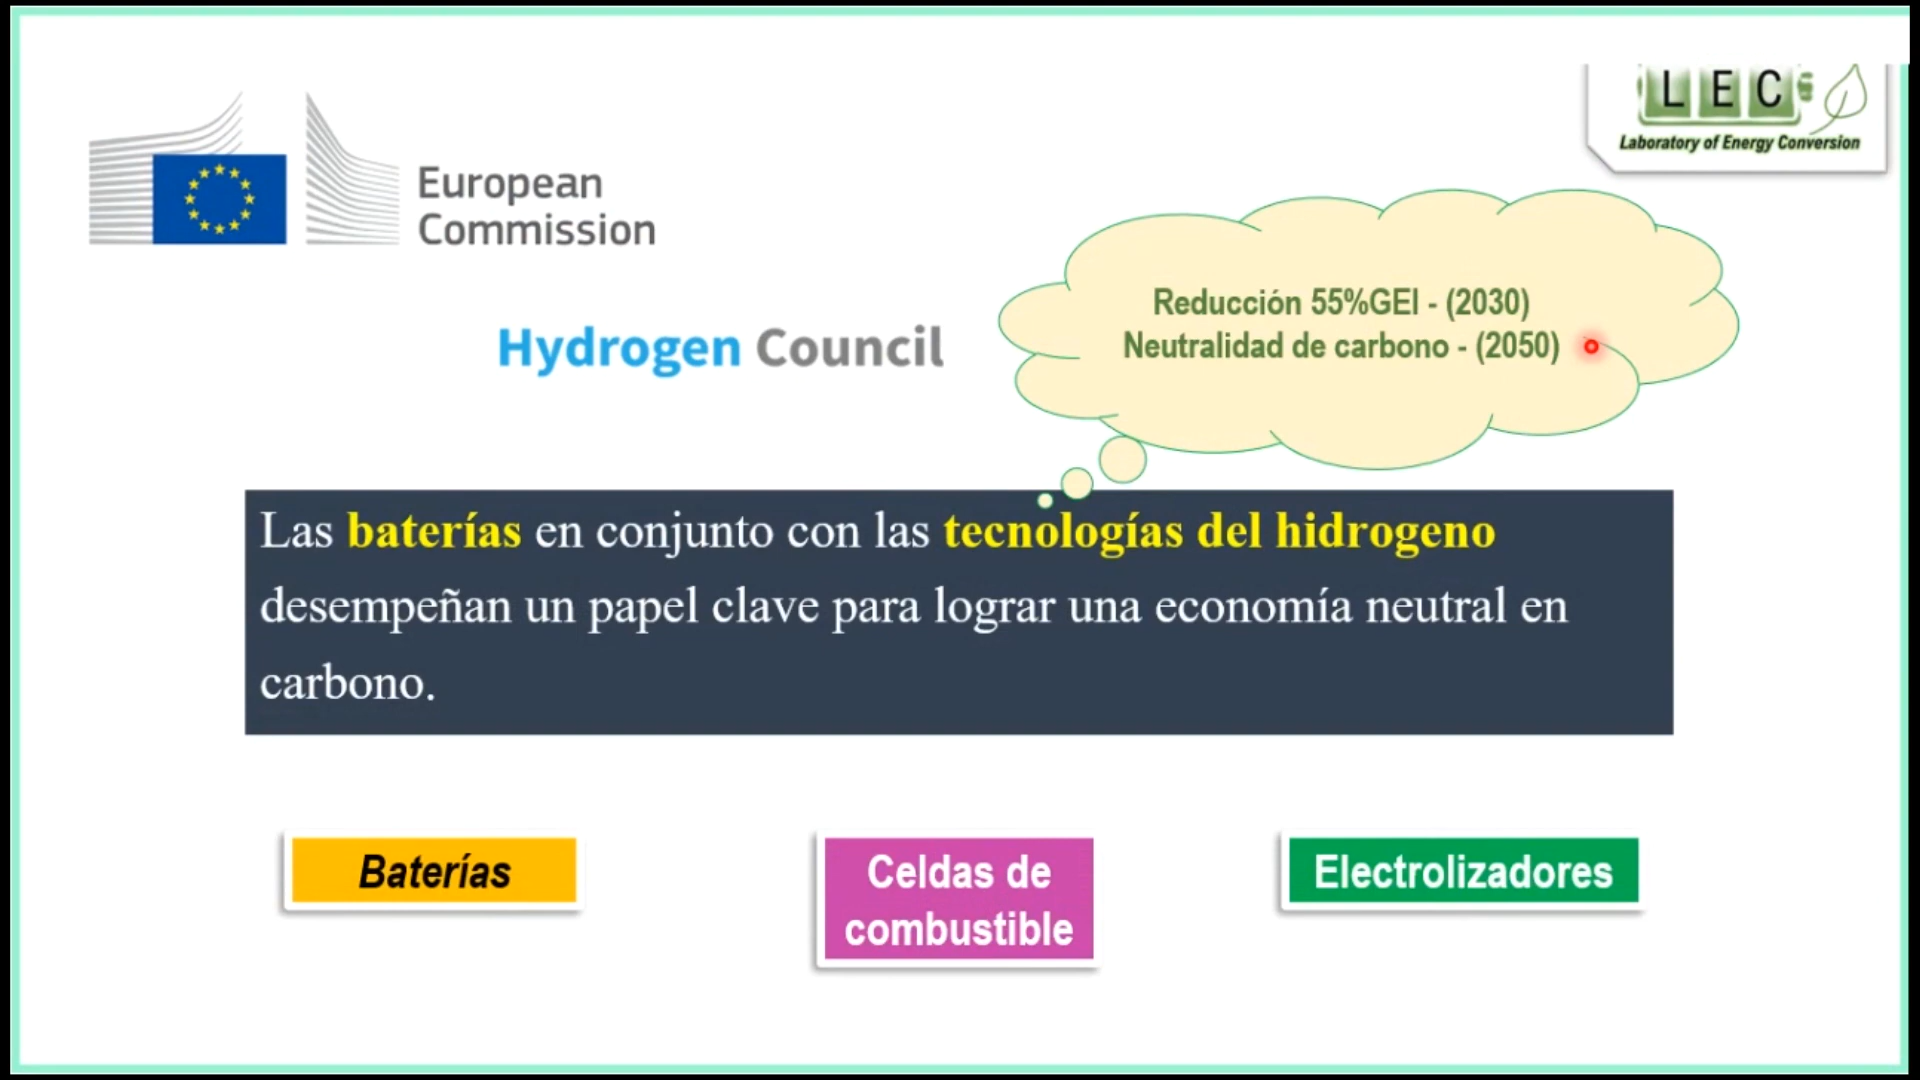 L E C
Laboratory of Energy Conversion
European
Commission
Hydrogen Council
Reducción 55%GEI - (2030)
Neutralidad de carbono - (2050)
Las baterías en conjunto con las tecnologías del hidrogeno
desempeñan un papel clave para lograr una economía neutral en
carbono.
Baterías
Celdas de
combustible
Electrolizadores